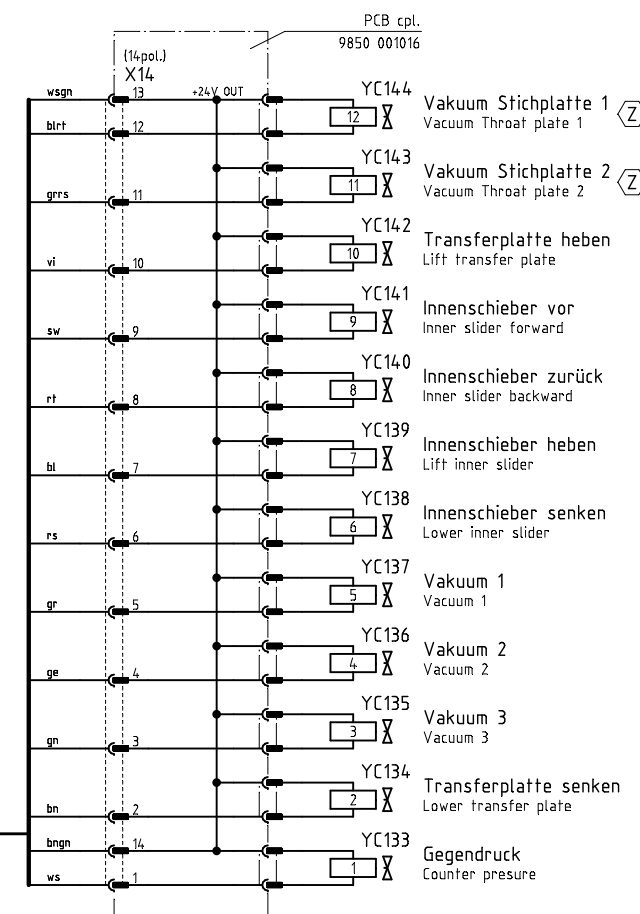 PCB cpl.
9850 001016
(14pol.)
X14
wsgn 13 +24V OUT YC144
12 Vakuum Stichplatte 1 Z
blrt 12 Vacuum Throat plate 1
YC143
11 Vakuum Stichplatte 2 Z
grrs 11 Vacuum Throat plate 2
YC142
10 Transferplatte heben
vi 10 Lift transfer plate
YC141
9 Innenschieber vor
sw 9 Inner slider forward
YC140
8 Innenschieber zurück
rt 8 Inner slider backward
YC139
7 Innenschieber heben
bl 7 Lift inner slider
YC138
6 Innenschieber senken
rs 6 Lower inner slider
YC137
5 Vakuum 1
gr 5 Vacuum 1
YC136
4 Vakuum 2
ge 4 Vacuum 2
YC135
3 Vakuum 3
gn 3 Vacuum 3
YC134
2 Transferplatte senken
bn 2 Lower transfer plate
bngn 14 YC133
1 Gegendruck
ws 1 Counter presure